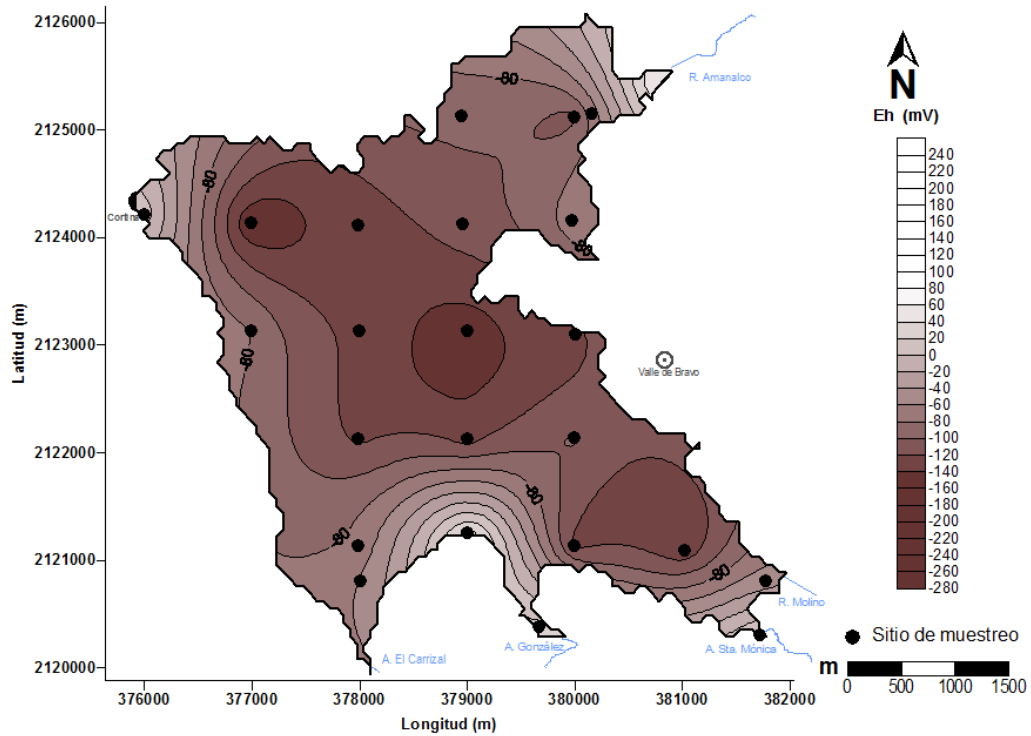 2126000
2125000
2124000
2123000
2122000
2121000
2120000
Latitud (m)
376000 377000 378000 379000 380000 381000 382000
Longitud (m)
R. Amanalco
-80
-80
Cortina
-80
-80
Valle de Bravo
-80
-80
-80
R. Molino
A. Sta. Mónica
A. González
A. El Carrizal
N
Eh (mV)
240
220
200
180
160
140
120
100
80
60
40
20
0
-20
-40
-60
-80
-100
-120
-140
-160
-180
-200
-220
-240
-260
-280
Sitio de muestreo
m
0 500 1000 1500